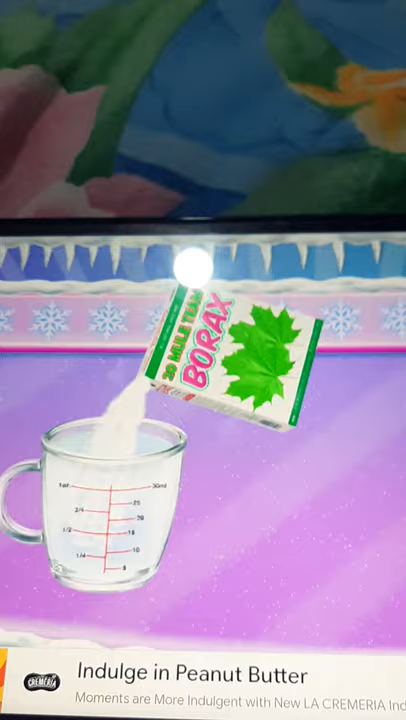 20 MULE TEAM
BORAX
1oz 30ml
3/4 25
20
1/2 15
1/4 10
5
CREMERIA
Indulge in Peanut Butter
Moments are More Indulgent with New LA CREMERIA Ind